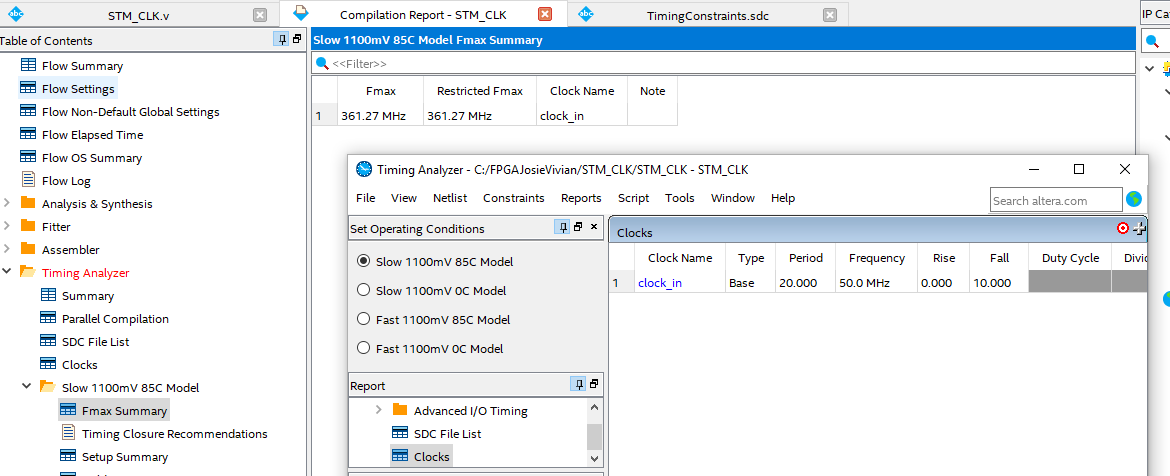 STM_CLK.v
Compilation Report - STM_CLK
TimingConstraints.sdc
IP Cat
Table of Contents
Flow Summary
Flow Settings
Flow Non-Default Global Settings
Flow Elapsed Time
Flow OS Summary
Flow Log
Analysis & Synthesis
Fitter
Assembler
Timing Analyzer
Summary
Parallel Compilation
SDC File List
Clocks
Slow 1100mV 85C Model
Fmax Summary
Timing Closure Recommendations
Setup Summary
Slow 1100mV 85C Model Fmax Summary
<<Filter>>
Fmax Restricted Fmax Clock Name Note
1 361.27 MHz 361.27 MHz clock_in
Timing Analyzer - C:/FPGAJosieVivian/STM_CLK/STM_CLK - STM_CLK
File View Netlist Constraints Reports Script Tools Window Help
Search altera.com
Set Operating Conditions
Slow 1100mV 85C Model
Slow 1100mV 0C Model
Fast 1100mV 85C Model
Fast 1100mV 0C Model
Report
Advanced I/O Timing
SDC File List
Clocks
Clocks
Clock Name Type Period Frequency Rise Fall Duty Cycle Divid
1 clock_in Base 20.000 50.0 MHz 0.000 10.000